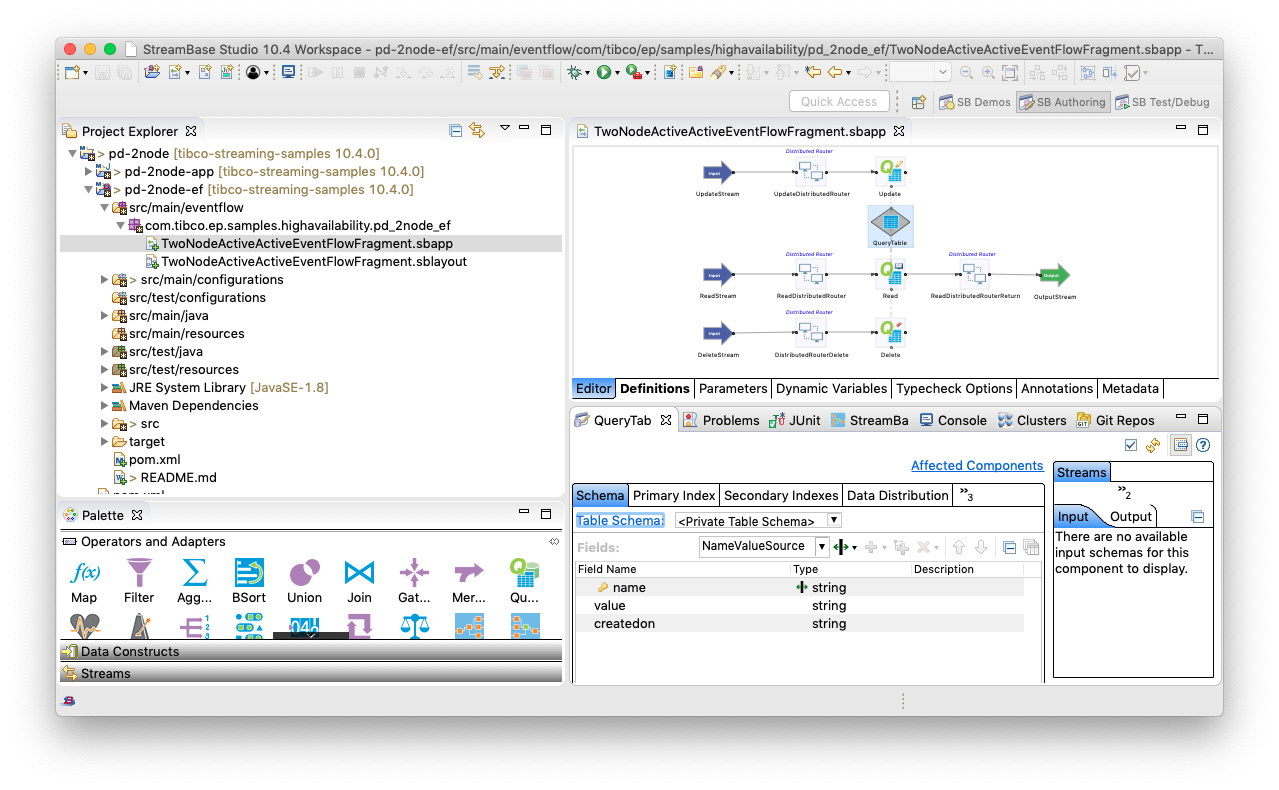 StreamBase Studio 10.4 Workspace - pd-2node-ef/src/main/eventflow/com/tibco/ep/samples/highavailability/pd_2node_ef/TwoNodeActiveActiveEventFlowFragment.sbapp - T...
Quick Access
SB Demos
SB Authoring
SB Test/Debug
Project Explorer
> pd-2node [tibco-streaming-samples 10.4.0]
> pd-2node-app [tibco-streaming-samples 10.4.0]
> pd-2node-ef [tibco-streaming-samples 10.4.0]
src/main/eventflow
com.tibco.ep.samples.highavailability.pd_2node_ef
TwoNodeActiveActiveEventFlowFragment.sbapp
TwoNodeActiveActiveEventFlowFragment.sblayout
> src/main/configurations
src/test/configurations
src/main/java
src/main/resources
src/test/java
src/test/resources
JRE System Library [JavaSE-1.8]
Maven Dependencies
> src
target
pom.xml
> README.md
pom.xml
Palette
Operators and Adapters
f(x)
Map
Filter
Agg...
BSort
Union
Join
Gat...
Mer...
Qu...
Data Constructs
Streams
TwoNodeActiveActiveEventFlowFragment.sbapp
Distributed Router
Input
UpdateStream
UpdateDistributedRouter
Update
QueryTable
Distributed Router
Distributed Router
Input
Output
ReadStream
ReadDistributedRouter
Read
ReadDistributedRouterReturn
OutputStream
Distributed Router
Input
DeleteStream
DistributedRouterDelete
Delete
Editor
Definitions
Parameters
Dynamic Variables
Typecheck Options
Annotations
Metadata
QueryTab
Problems
JUnit
StreamBa
Console
Clusters
Git Repos
Affected Components
Schema
Primary Index
Secondary Indexes
Data Distribution
»3
Table Schema:
<Private Table Schema>
Fields:
NameValueSource
Field Name
Type
Description
name
string
value
string
createdon
string
Streams
»2
Input
Output
There are no available
input schemas for this
component to display.